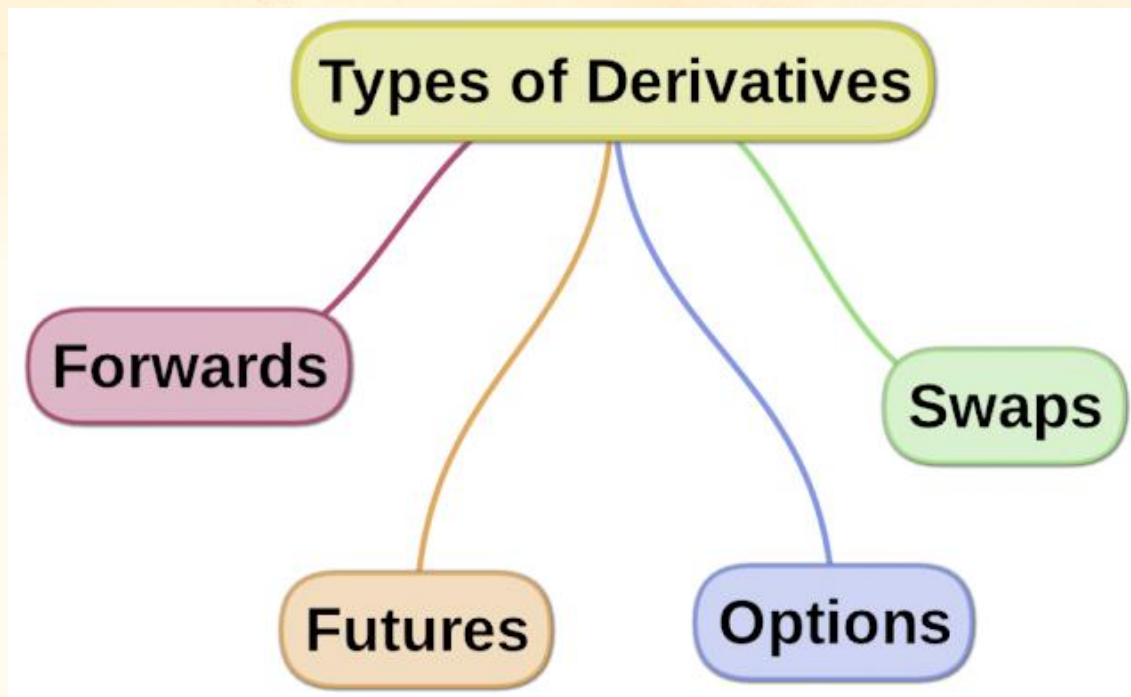 Types of Derivatives
Forwards
Swaps
Futures
Options